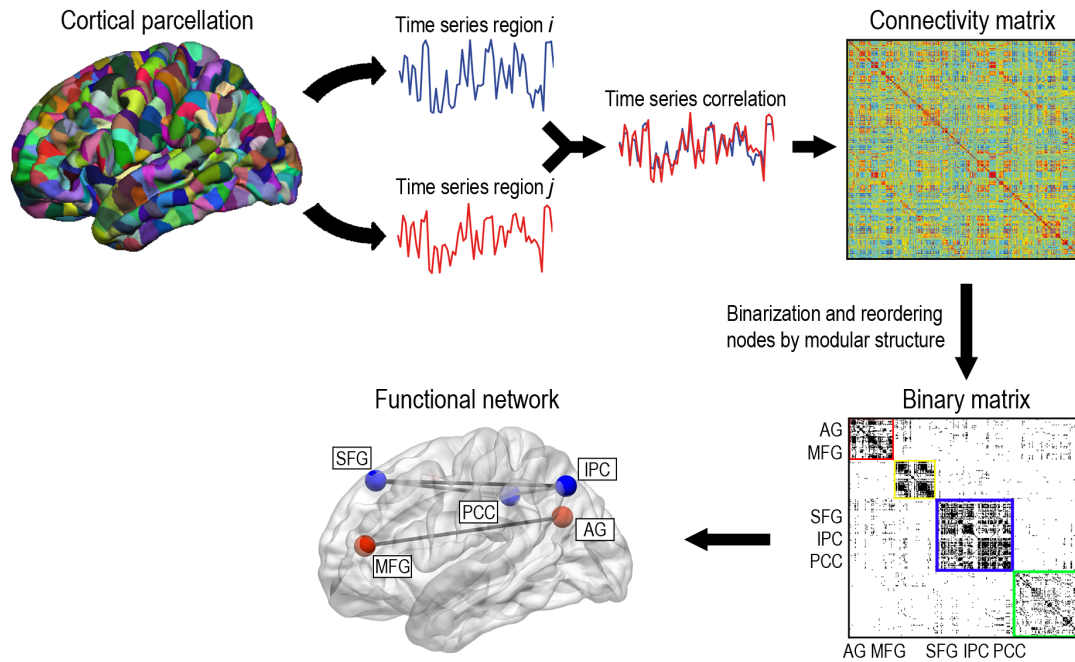 Cortical parcellation
Time series region i
Connectivity matrix
Time series correlation
Time series region j
Binarization and reordering
nodes by modular structure
Functional network
Binary matrix
SFG
IPC
PCC
AG
MFG
AG
MFG
SFG
IPC
PCC
AG MFG SFG IPC PCC